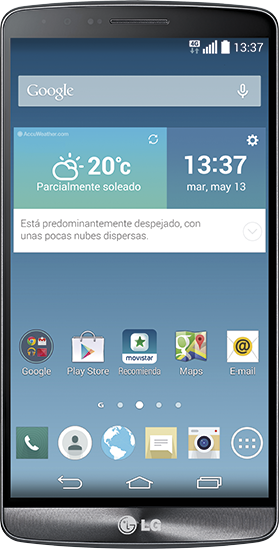 4G 13:37
Google
AccuWeather.com
20°c
Parcialmente soleado
13:37
mar, may 13
Está predominantemente despejado, con
unas pocas nubes dispersas.
movistar
Google Play Store Recomienda Maps E-mail
G
LG